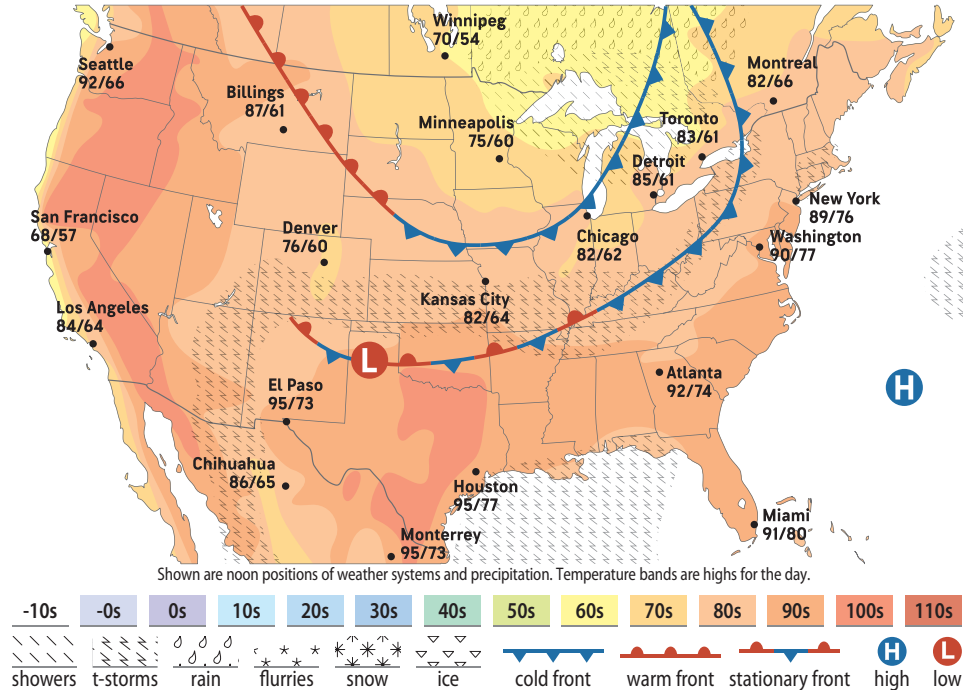 Winnipeg
70/54
Seattle
92/66
Montreal
82/66
Billings
87/61
Minneapolis
75/60
Toronto
83/61
Detroit
85/61
New York
89/76
San Francisco
68/57
Denver
76/60
Chicago
82/62
Washington
90/77
Kansas City
82/64
Los Angeles
84/64
L
Atlanta
92/74
H
El Paso
95/73
Chihuahua
86/65
Houston
95/77
Miami
91/80
Monterrey
95/73
Shown are noon positions of weather systems and precipitation. Temperature bands are highs for the day.
-10s -0s 0s 10s 20s 30s 40s 50s 60s 70s 80s 90s 100s 110s
H L
showers t-storms rain flurries snow ice cold front warm front stationary front high low